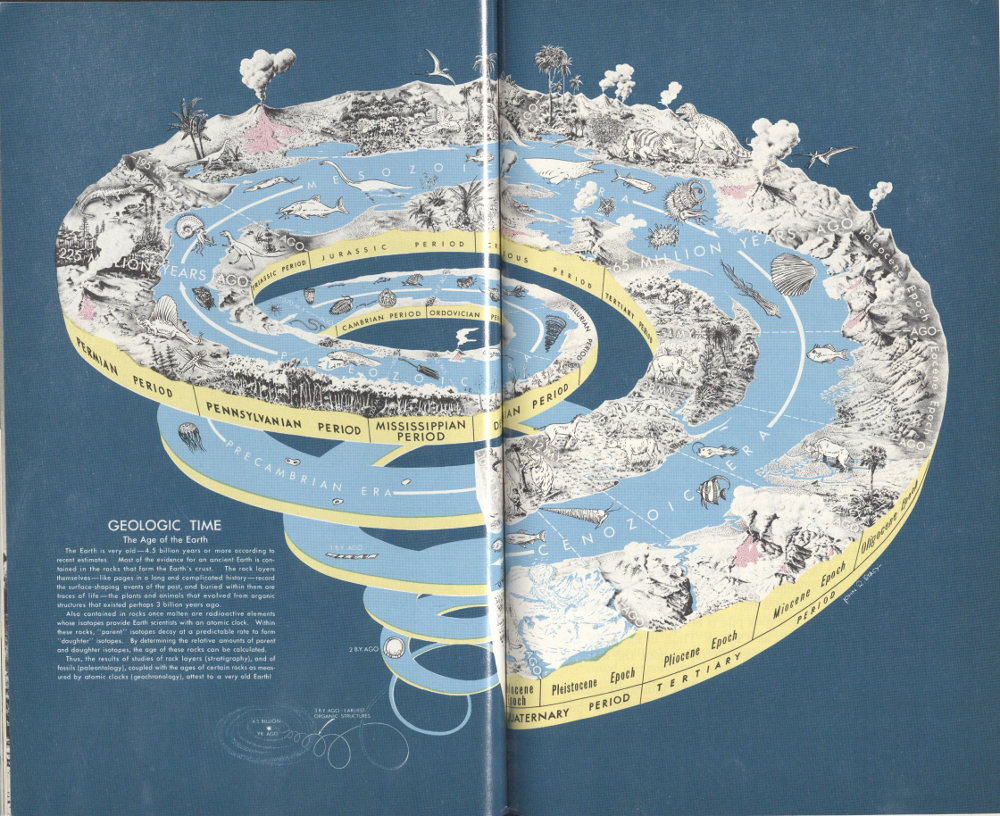 GEOLOGIC TIME
The Age of the Earth
The Earth is very old—4.5 billion years or more according to
recent estimates. Most of the evidence for an ancient Earth is con-
tained in the rocks that form the Earth's crust. The rock layers
themselves—like pages in a long and complicated history—record
the surface-shaping events of the past, and buried within them are
traces of life—the plants and animals that evolved from organic
structures that existed perhaps 3 billion years ago.
Also contained in rocks once molten are radioactive elements
whose isotopes provide Earth scientists with an atomic clock. Within
these rocks, "parent" isotopes decay at a predictable rate to form
"daughter" isotopes. By determining the relative amounts of parent
and daughter isotopes, the age of these rocks can be calculated.
Thus, the results of studies of rock layers (stratigraphy), and of
fossils (paleontology), coupled with the ages of certain rocks as meas-
ured by atomic clocks (geochronology), attest to a very old Earth!
4.5 BILLION
YR. AGO
3 B.Y. AGO—EARLIEST
ORGANIC STRUCTURES
2 B.Y. AGO
1 B.Y. AGO
PRECAMBRIAN ERA
PALEOZOIC ERA
CAMBRIAN PERIOD
ORDOVICIAN
SILURIAN
PERIOD
PERIOD
MISSISSIPPIAN
PERIOD
PENNSYLVANIAN PERIOD
PERMIAN PERIOD
225 MILLION YEARS AGO
MESOZOIC ERA
TRIASSIC PERIOD
JURASSIC PERIOD
PERIOD
65 MILLION YEARS AGO
TERTIARY PERIOD
CENOZOIC ERA
Paleocene Epoch
AGO
Eocene Epoch
Oligocene Epoch
Miocene Epoch
Pliocene Epoch
TERTIARY PERIOD
Pleistocene Epoch
Epoch
QUATERNARY PERIOD